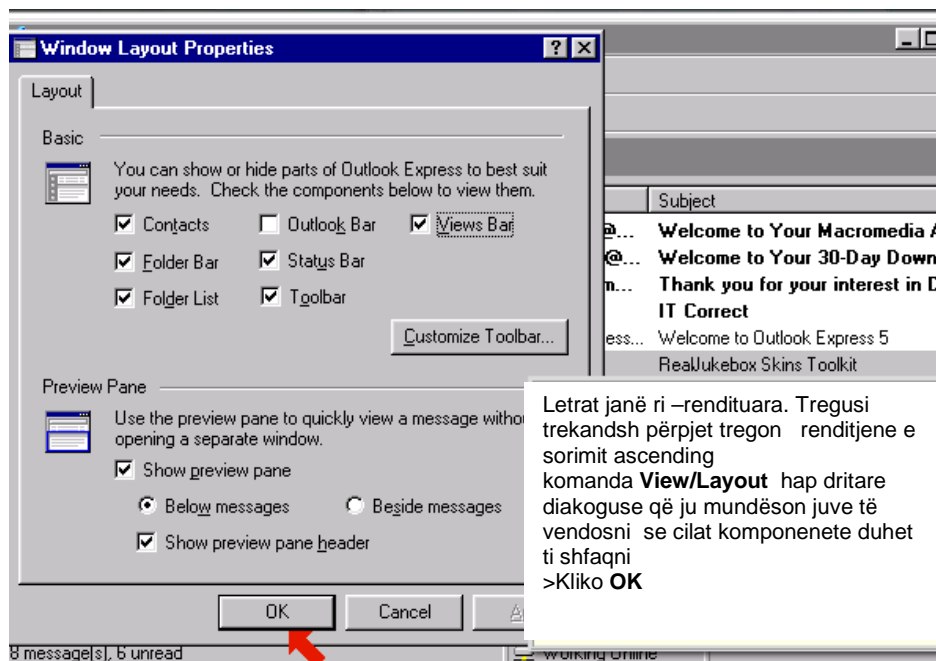 Window Layout Properties
Layout
Basic
You can show or hide parts of Outlook Express to best suit
your needs. Check the components below to view them.
Contacts Outlook Bar Views Bar
Folder Bar Status Bar
Folder List Toolbar
Customize Toolbar...
Preview Pane
Use the preview pane to quickly view a message
opening a separate window.
Show preview pane
Below messages Beside messages
Show preview pane header
OK Cancel
8 message(s), 6 unread
Working Online
Subject
@... Welcome to Your Macromedia
@... Welcome to Your 30-Day Down
Thank you for your interest in
IT Correct
ess... Welcome to Outlook Express 5
RealJukebox Skins Toolkit
Letrat janë ri –rendituara. Tregusi
trekandsh përpjet tregon renditjene e
sorimit ascending
komanda View/Layout hap dritare
diakoguse që ju mundëson juve të
vendosni se cilat komponenete duhet
ti shfaqni
>Kliko OK